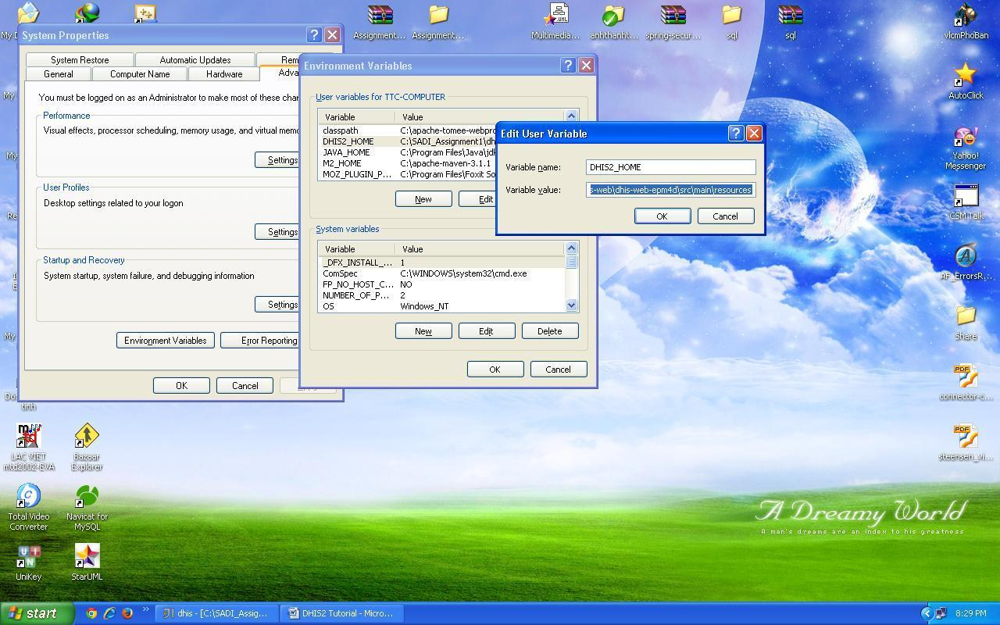 System Properties
System Restore
Automatic Updates
Rem
General
Computer Name
Hardware
Adva
You must be logged on as an Administrator to make most of these char
Performance
Visual effects, processor scheduling, memory usage, and virtual mem
Settings
User Profiles
Desktop settings related to your logon
Settings
Startup and Recovery
System startup, system failure, and debugging information
Settings
Environment Variables
Error Reporting
OK
Cancel
Environment Variables
User variables for TTC-COMPUTER
Variable Value
classpath C:\apache-tomee-webpro
DHIS2_HOME C:\SADI_Assignment1\dh
JAVA_HOME C:\Program Files\Java\jd
M2_HOME C:\apache-maven-3.1.1
MOZ_PLUGIN_P... C:\Program Files\Foxit So
New
Edit
System variables
Variable Value
_DFX_INSTALL_... 1
ComSpec C:\WINDOWS\system32\cmd.exe
FP_NO_HOST_C... NO
NUMBER_OF_P... 2
OS Windows_NT
New
Edit
Delete
OK
Cancel
Edit User Variable
Variable name: DHIS2_HOME
Variable value: s-web\dhis-web-epm4d\src\main\resources
OK
Cancel
Assignment...
Assignment...
Multimedia...
anhthanht...
spring-secur...
sql
sql
vlcmPhoBan
AutoClick
Yahoo!
Messenger
CSM Talk
AF_ErrorsR...
Share
PDF
connector-c...
PDF
steensen_vi...
My
My
Re
My
Do
tinh
LAC VIET
mtd2002-EVA
Bazaar
Explorer
Total Video
Converter
Navicat for
MySQL
UniKey
StarUML
A Dreamy World
A man's dreams are an index to his greatness
start
dhis - [C:\SADI_Assig...
DHIS2 Tutorial - Micro...
8:29 PM